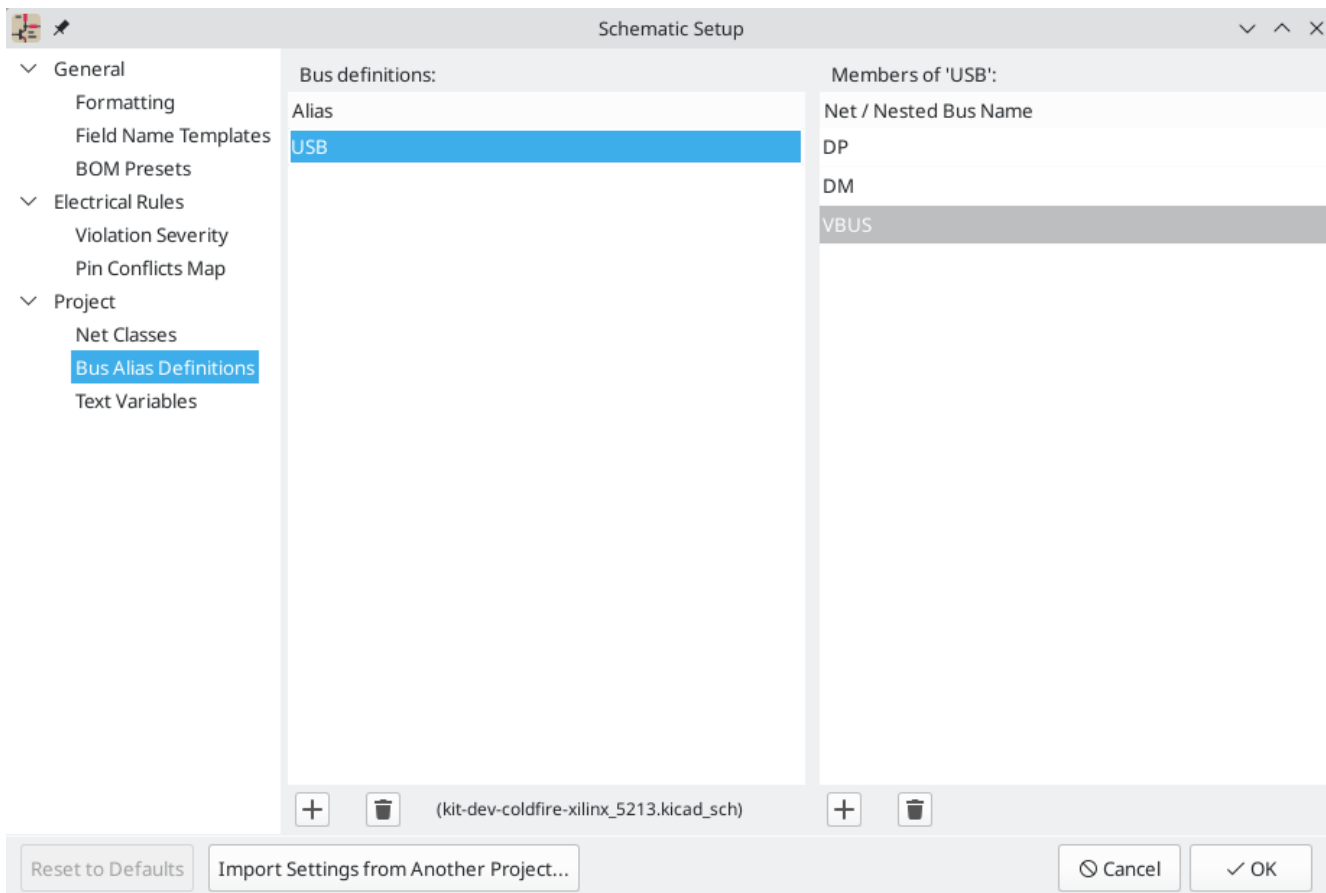 Schematic Setup
General
Formatting
Field Name Templates
BOM Presets
Electrical Rules
Violation Severity
Pin Conflicts Map
Project
Net Classes
Bus Alias Definitions
Text Variables
Bus definitions:
Alias
USB
(kit-dev-coldfire-xilinx_5213.kicad_sch)
Members of 'USB':
Net / Nested Bus Name
DP
DM
VBUS
Reset to Defaults
Import Settings from Another Project...
Cancel
OK